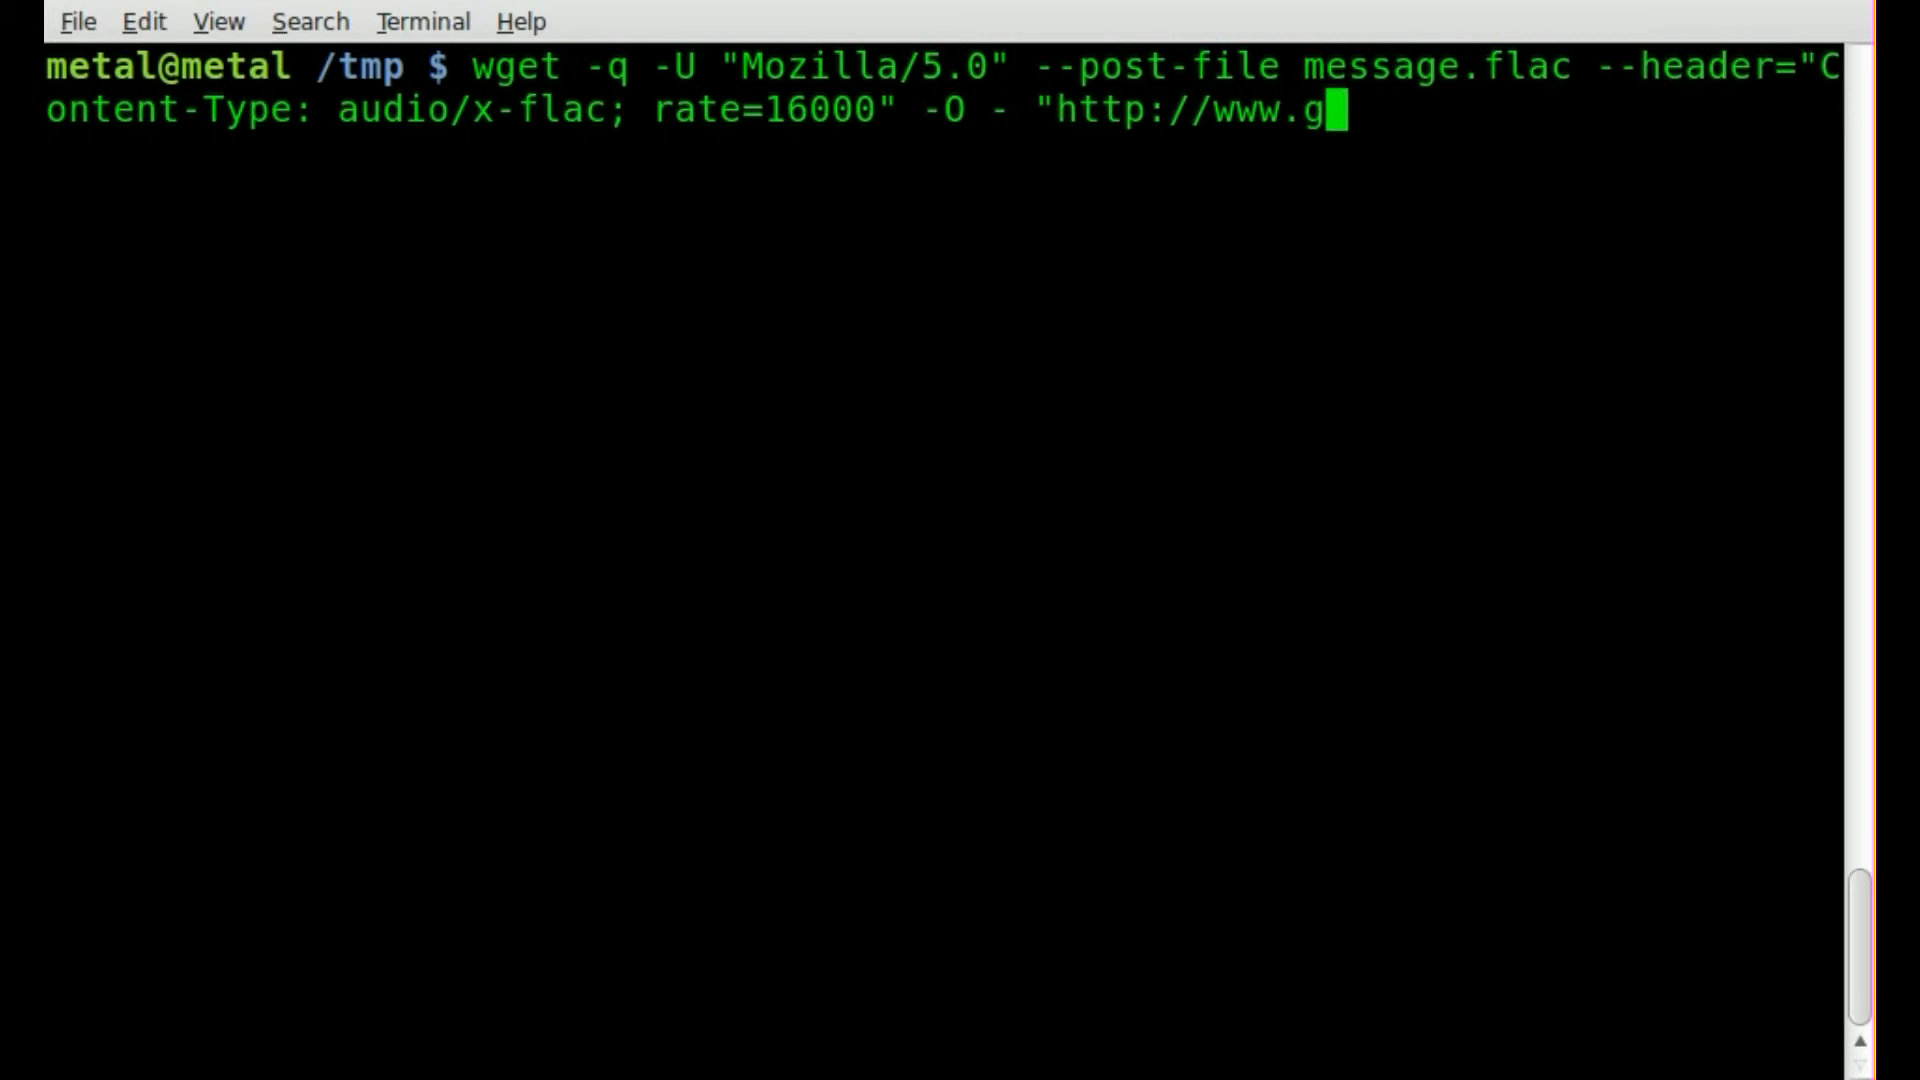 File Edit View Search Terminal Help
metal@metal /tmp $ wget -q -U "Mozilla/5.0" --post-file message.flac --header="C
ontent-Type: audio/x-flac; rate=16000" -O - "http://www.g